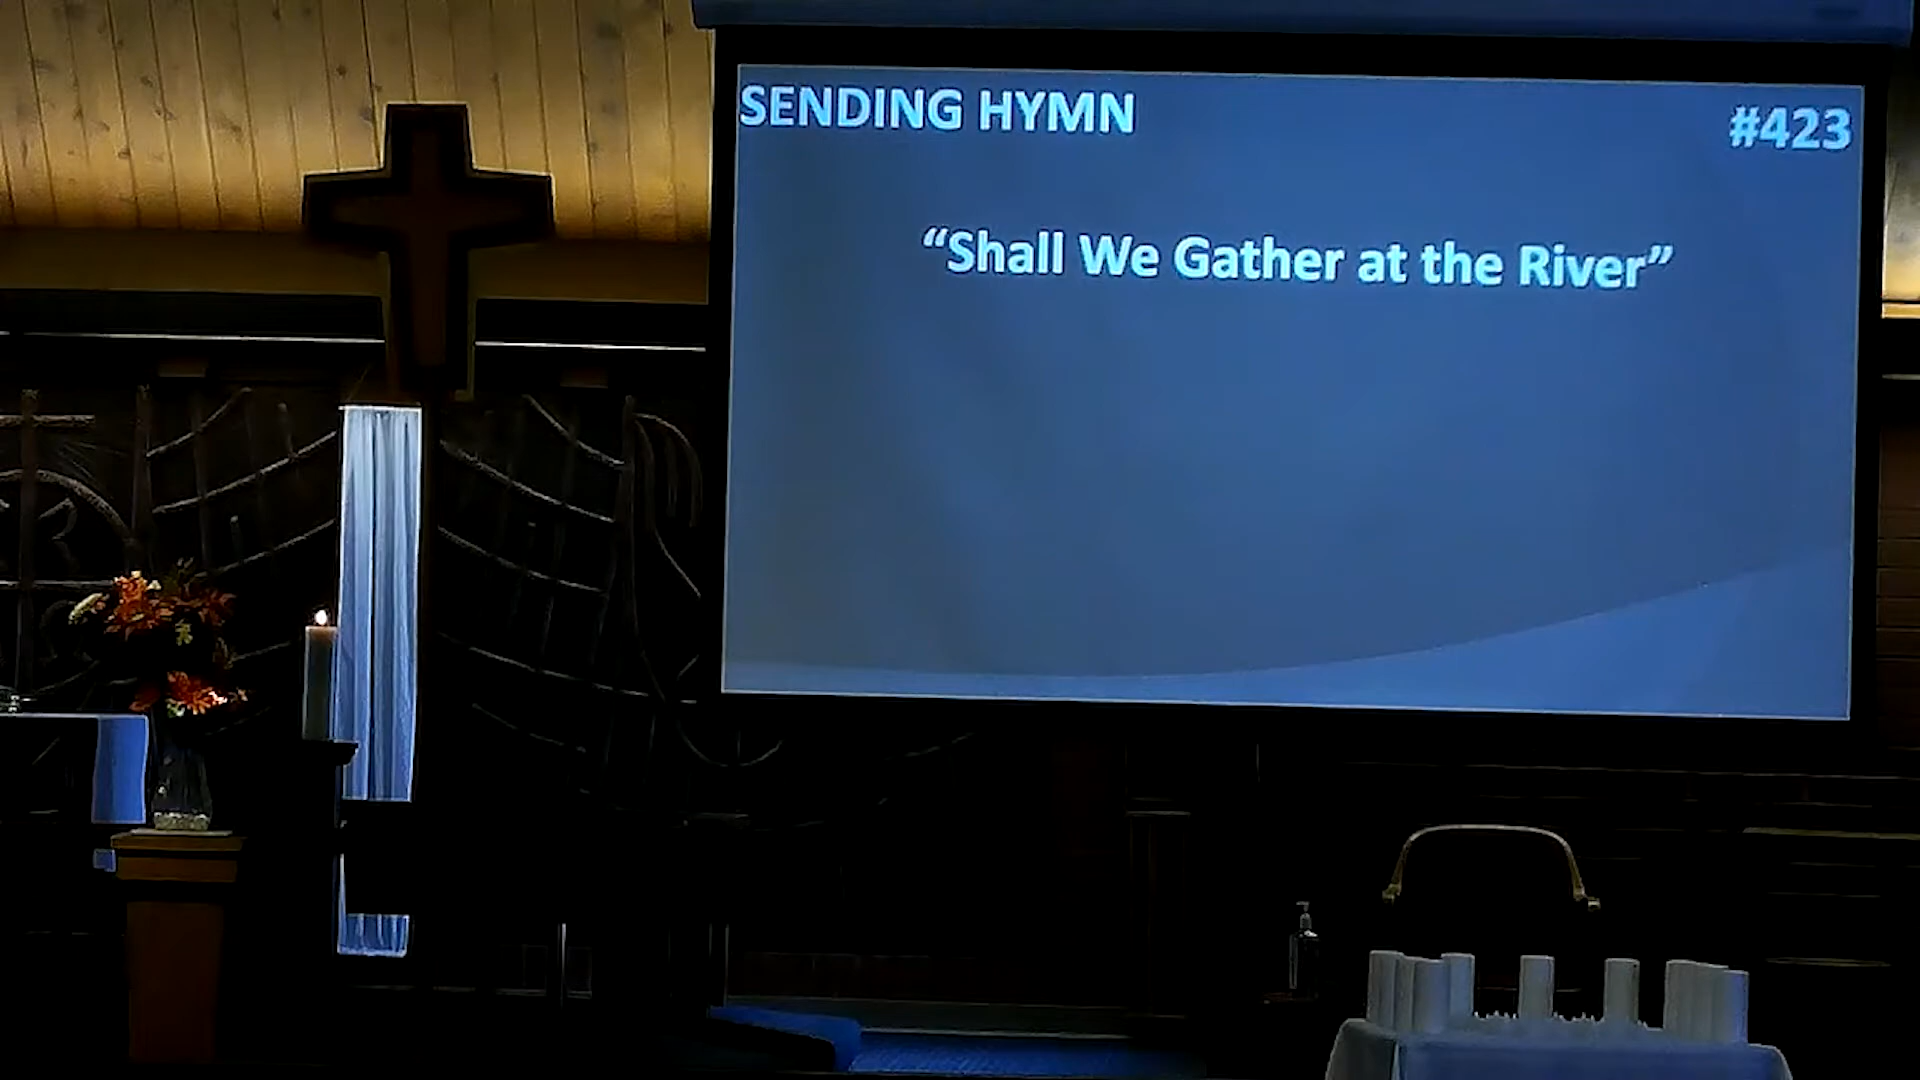 SENDING HYMN #423
“Shall We Gather at the River”